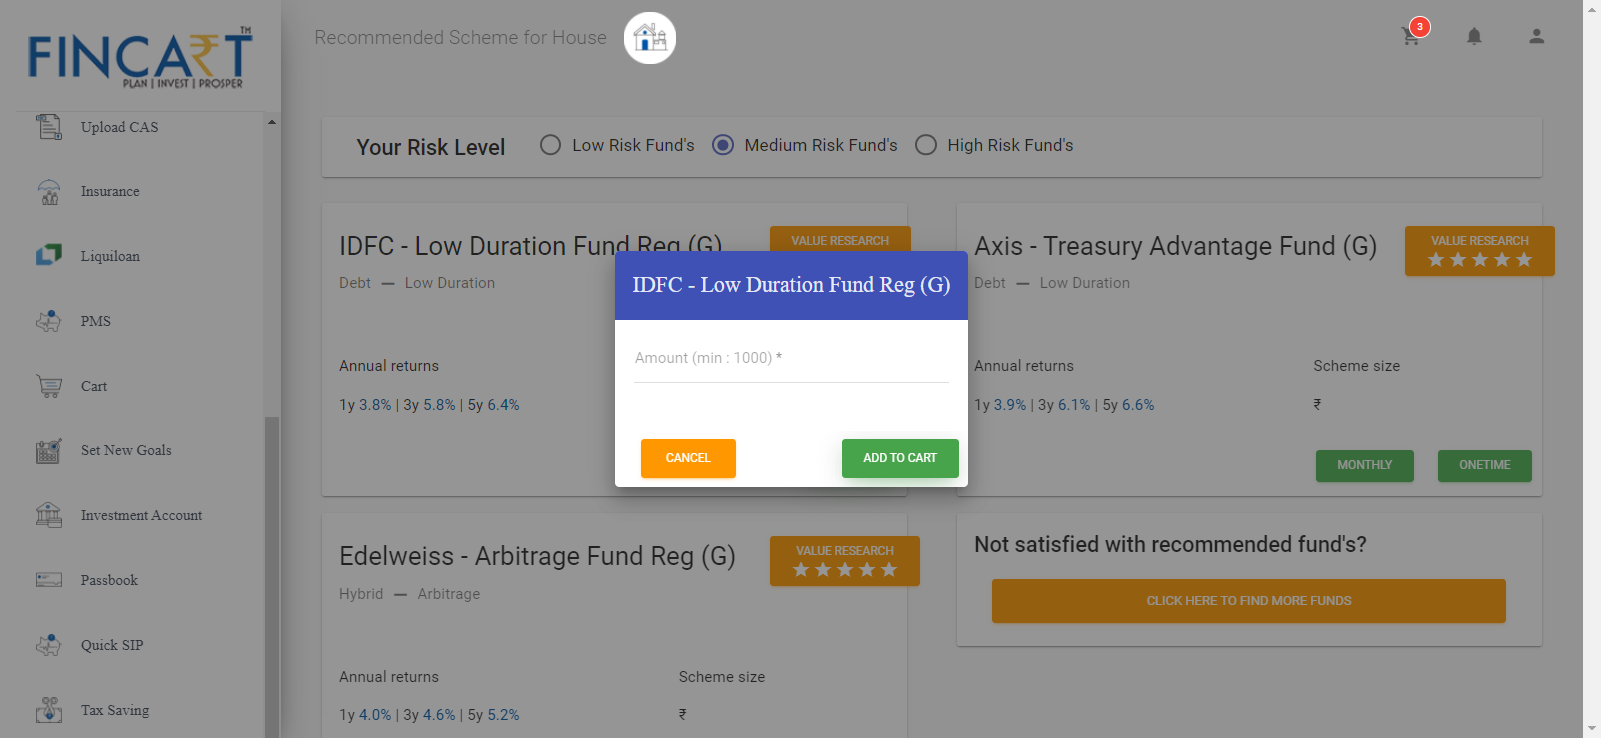 FINCART
TM
PLAN | INVEST | PROSPER
Recommended Scheme for House
3
Upload CAS
Insurance
Liquiloan
PMS
Cart
Set New Goals
Investment Account
Passbook
Quick SIP
Tax Saving
Your Risk Level
Low Risk Fund's
Medium Risk Fund's
High Risk Fund's
IDFC - Low Duration Fund Reg (G)
VALUE RESEARCH
Debt — Low Duration
Annual returns
1y 3.8% | 3y 5.8% | 5y 6.4%
IDFC - Low Duration Fund Reg (G)
Amount (min : 1000) *
CANCEL
ADD TO CART
Axis - Treasury Advantage Fund (G)
VALUE RESEARCH
Debt — Low Duration
Annual returns
Scheme size
1y 3.9% | 3y 6.1% | 5y 6.6%
₹
MONTHLY
ONETIME
Edelweiss - Arbitrage Fund Reg (G)
VALUE RESEARCH
Hybrid — Arbitrage
Annual returns
Scheme size
1y 4.0% | 3y 4.6% | 5y 5.2%
₹
Not satisfied with recommended fund's?
CLICK HERE TO FIND MORE FUNDS